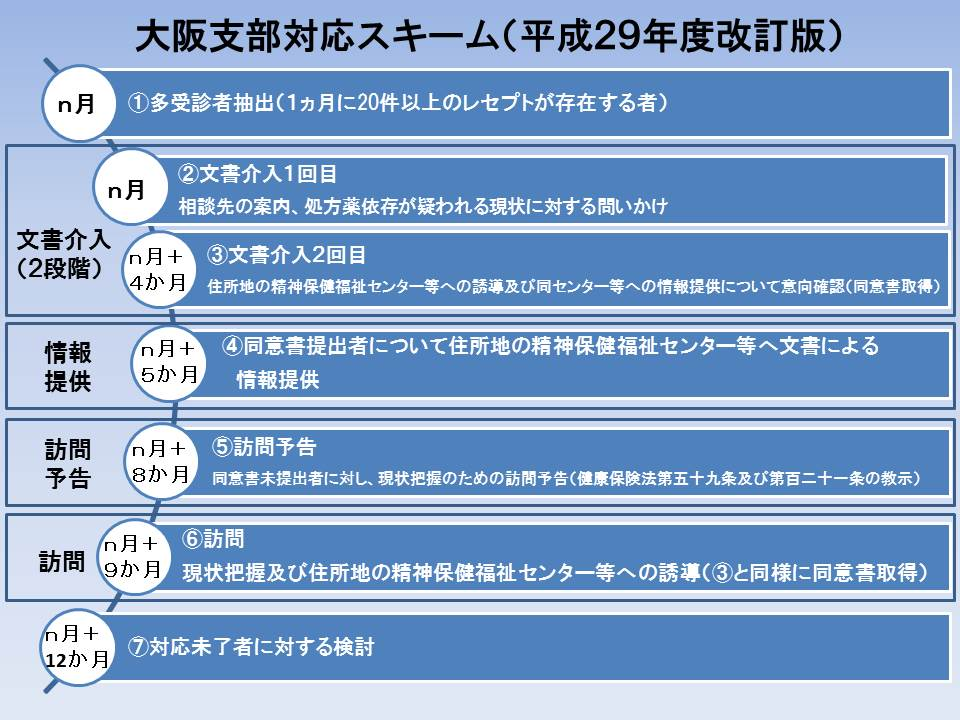 大阪支部対応スキーム（平成２９年度改訂版）
ｎ月
①多受診者抽出（１ヵ月に20件以上のレセプトが存在する者）
文書介入
（２段階）
ｎ月
②文書介入１回目
相談先の案内、処方薬依存が疑われる現状に対する問いかけ
ｎ月＋
４か月
③文書介入２回目
住所地の精神保健福祉センター等への誘導及び同センター等への情報提供について意向確認（同意書取得）
情報
提供
ｎ月＋
５か月
④同意書提出者について住所地の精神保健福祉センター等へ文書による
情報提供
訪問
予告
ｎ月＋
８か月
⑤訪問予告
同意書未提出者に対し、現状把握のための訪問予告（健康保険法第五十九条及び第百二十一条の教示）
訪問
ｎ月＋
９か月
⑥訪問
現状把握及び住所地の精神保健福祉センター等への誘導（③と同様に同意書取得）
ｎ月＋
12か月
⑦対応未了者に対する検討